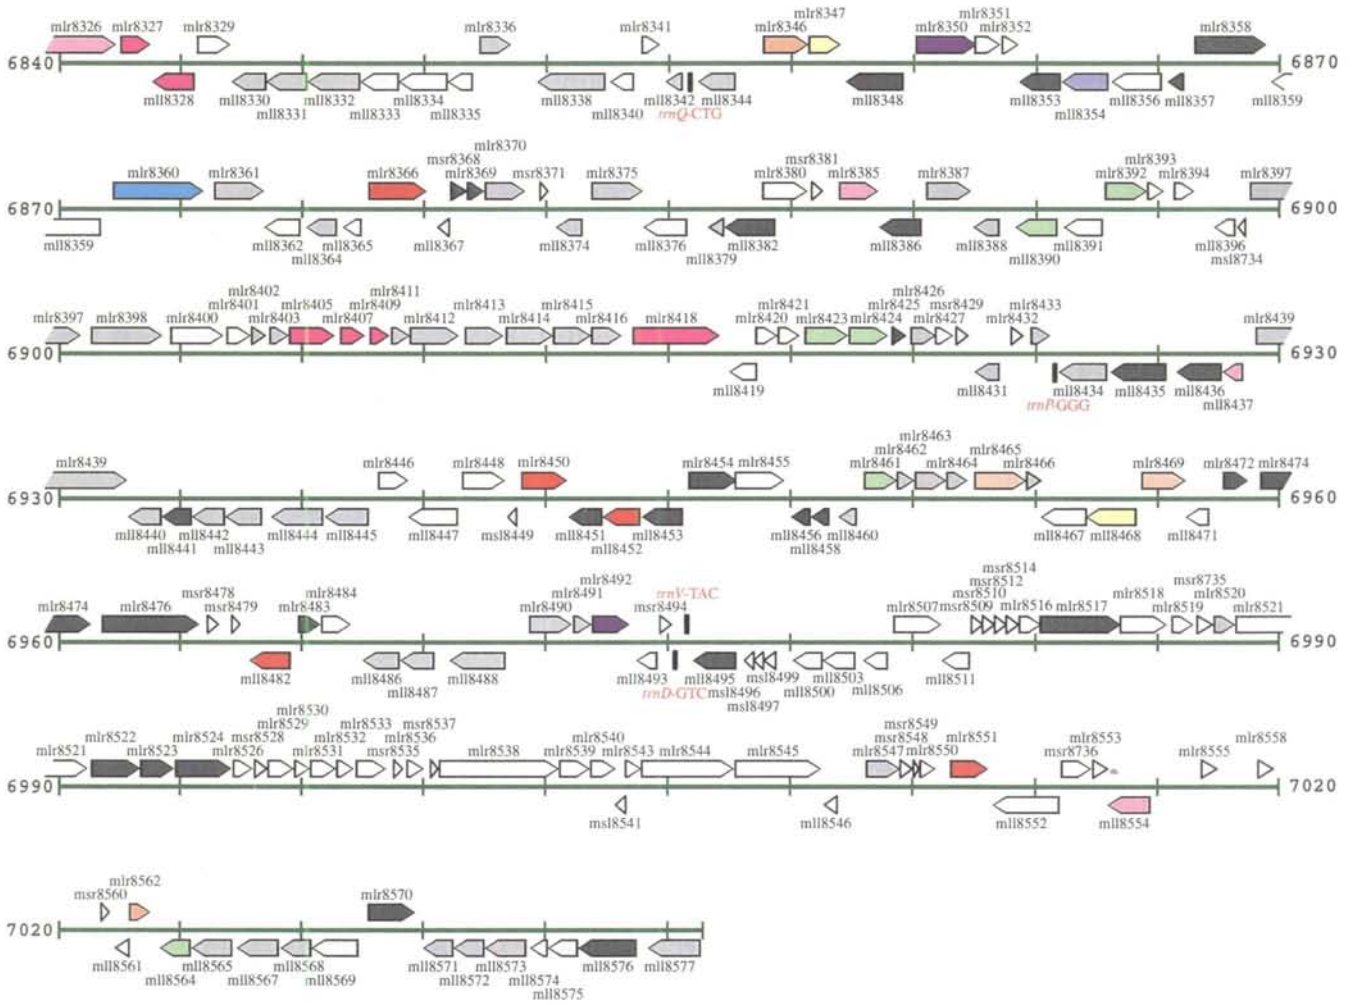 mlr8347 mlr8351
mlr8326 mlr8327 mlr8329 mlr8336 mlr8341 mlr8346 mlr8350 mlr8352 mlr8358
6840 6870
mll8328 mll8330 mll8332 mll8334 mll8338 mll8342 mll8344 mll8348 mll8353 mll8356 mll8357 mll8359
mll8331 mll8333 mll8335 mll8340 trnQ-CTG mll8354
mlr8370
msr8368 msr8381 mlr8393
mlr8360 mlr8361 mlr8366 mlr8369 msr8371 mlr8375 mlr8380 mlr8385 mlr8387 mlr8392 mlr8394 mlr8397
6870 6900
mll8359 mll8362 mll8365 mll8367 mll8374 mll8376 mll8382 mll8386 mll8388 mll8391 mll8396
mll8364 mll8379 mll8390 msl8734
mlr8402 mlr8411 mlr8426
mlr8401 mlr8405 mlr8409 mlr8413 mlr8415 mlr8421 mlr8425 msr8429 mlr8433
mlr8397 mlr8398 mlr8400 mlr8403 mlr8407 mlr8412 mlr8414 mlr8416 mlr8418 mlr8420 mlr8423 mlr8424 mlr8427 mlr8432 mlr8439
6900 6930
mll8419 mll8431 mll8434 mll8435 mll8436
trnP-GGG mll8437
mlr8463
mlr8462 mlr8465
mlr8439 mlr8446 mlr8448 mlr8450 mlr8454 mlr8455 mlr8461 mlr8464 mlr8466 mlr8469 mlr8472 mlr8474
6930 6960
mll8440 mll8442 mll8444 mll8445 mll8447 msl8449 mll8451 mll8453 mll8456 mll8460 mll8467 mll8468 mll8471
mll8441 mll8443 mll8452 mll8458
msr8514
msr8512
msr8478 mlr8484 mlr8492 trnV-TAC msr8510 mlr8518 msr8735
mlr8491
mlr8474 mlr8476 msr8479 mlr8483 mlr8490 msr8494 mlr8507 msr8509 mlr8516 mlr8517 mlr8519 mlr8520 mlr8521
6960 6990
mll8482 mll8486 mll8488 mll8493 mll8495 msl8499 mll8503 mll8511
mll8487 trnD-GTC msl8496 mll8500 mll8506
msl8497
mlr8530
mlr8529 mlr8533 msr8537 msr8549
mlr8522 mlr8524 msr8528 mlr8532 mlr8536 mlr8540 mlr8551 mlr8553 mlr8558
mlr8521 mlr8523 mlr8526 mlr8531 msr8535 mlr8538 mlr8539 mlr8543 mlr8544 mlr8545 mlr8547 msr8548 mlr8550 msr8736 mlr8555
6990 7020
msl8541 mll8546 mll8552 mll8554
mlr8562
msr8560 mlr8570
7020
mll8561 mll8565 mll8568 mll8571 mll8573 mll8576 mll8577
mll8564 mll8567 mll8569 mll8572 mll8574
mll8575